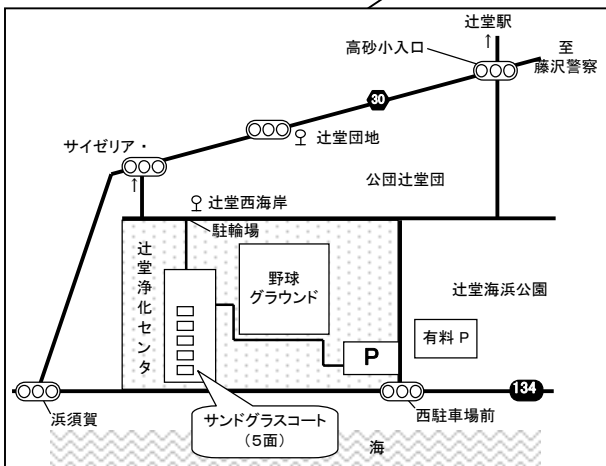 辻堂駅
↑
高砂小入口
至
藤沢警察
30
辻堂団地
サイゼリア・
↑
公団辻堂団
辻堂西海岸
駐輪場
辻堂浄化センタ
野球
グラウンド
辻堂海浜公園
有料 P
P
134
浜須賀
サンドグラスコート
（５面）
西駐車場前
海